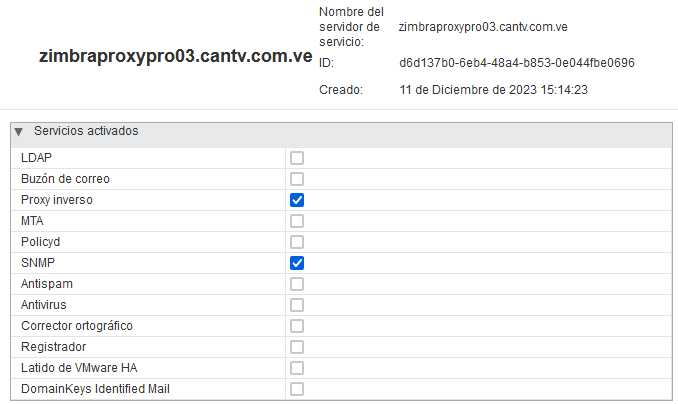 zimbraproxypro03.cantv.com.ve
Nombre del
servidor de
servicio:
zimbraproxypro03.cantv.com.ve
ID:
d6d137b0-6eb4-48a4-b853-0e044fbe0696
Creado:
11 de Diciembre de 2023 15:14:23
Servicios activados
LDAP
Buzón de correo
Proxy inverso
MTA
Policyd
SNMP
Antispam
Antivirus
Corrector ortográfico
Registrador
Latido de VMware HA
DomainKeys Identified Mail